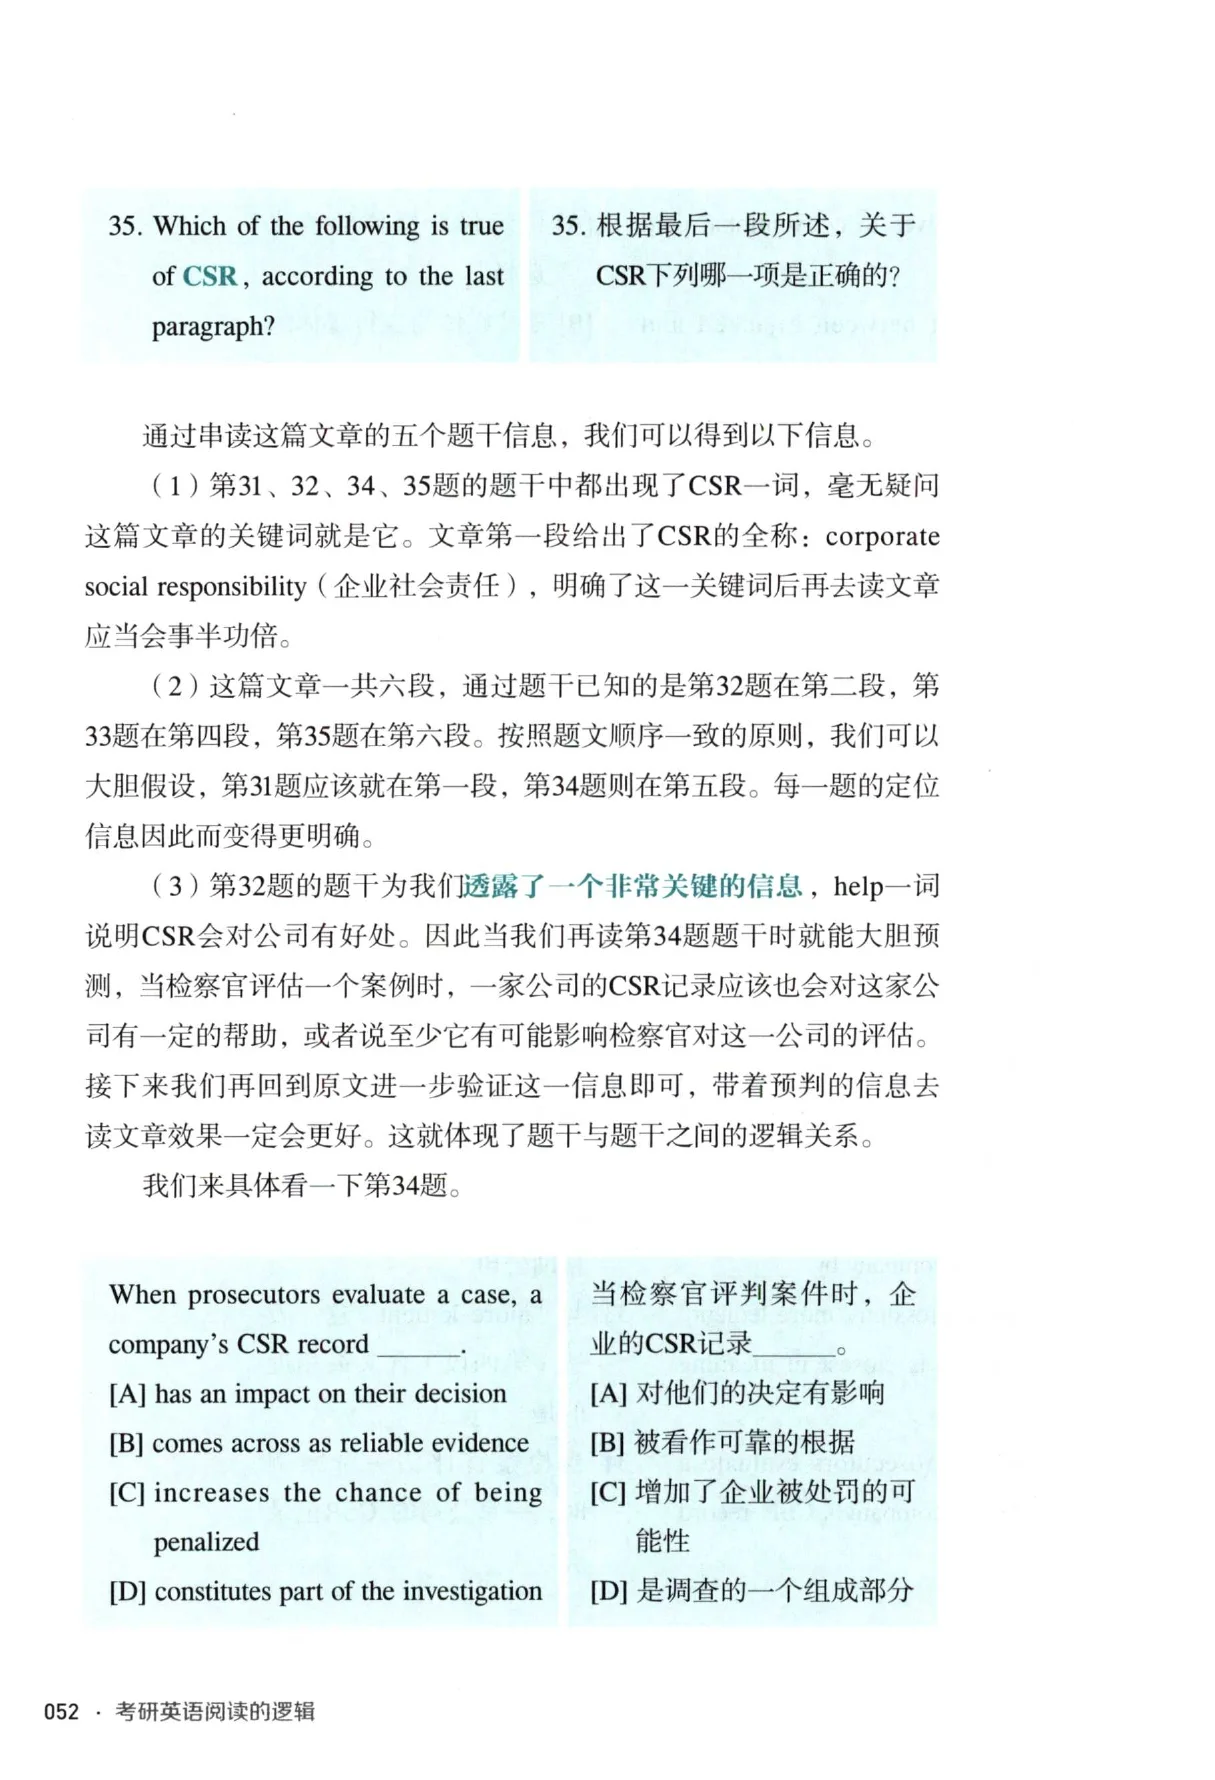 35. Which of the following is true
of CSR, according to the last
paragraph?
35. 根据最后一段所述，关于
CSR下列哪一项是正确的？
通过串读这篇文章的五个题干信息，我们可以得到以下信息。
（1）第31、32、34、35题的题干中都出现了CSR一词，毫无疑问
这篇文章的关键词就是它。文章第一段给出了CSR的全称：corporate
social responsibility（企业社会责任），明确了这一关键词后再去读文章
应当会事半功倍。
（2）这篇文章一共六段，通过题干已知的是第32题在第二段，第
33题在第四段，第35题在第六段。按照题文顺序一致的原则，我们可以
大胆假设，第31题应该就在第一段，第34题则在第五段。每一题的定位
信息因此而变得更明确。
（3）第32题的题干为我们透露了一个非常关键的信息，help一词
说明CSR会对公司有好处。因此当我们再读第34题题干时就能大胆预
测，当检察官评估一个案例时，一家公司的CSR记录应该也会对这家公
司有一定的帮助，或者说至少它有可能影响检察官对这一公司的评估。
接下来我们再回到原文进一步验证这一信息即可，带着预判的信息去
读文章效果一定会更好。这就体现了题干与题干之间的逻辑关系。
我们来具体看一下第34题。
When prosecutors evaluate a case, a
company's CSR record ______.
[A] has an impact on their decision
[B] comes across as reliable evidence
[C] increases the chance of being
penalized
[D] constitutes part of the investigation
当检察官评判案件时，企
业的CSR记录______。
[A] 对他们的决定有影响
[B] 被看作可靠的根据
[C] 增加了企业被处罚的可
能性
[D] 是调查的一个组成部分
052 · 考研英语阅读的逻辑